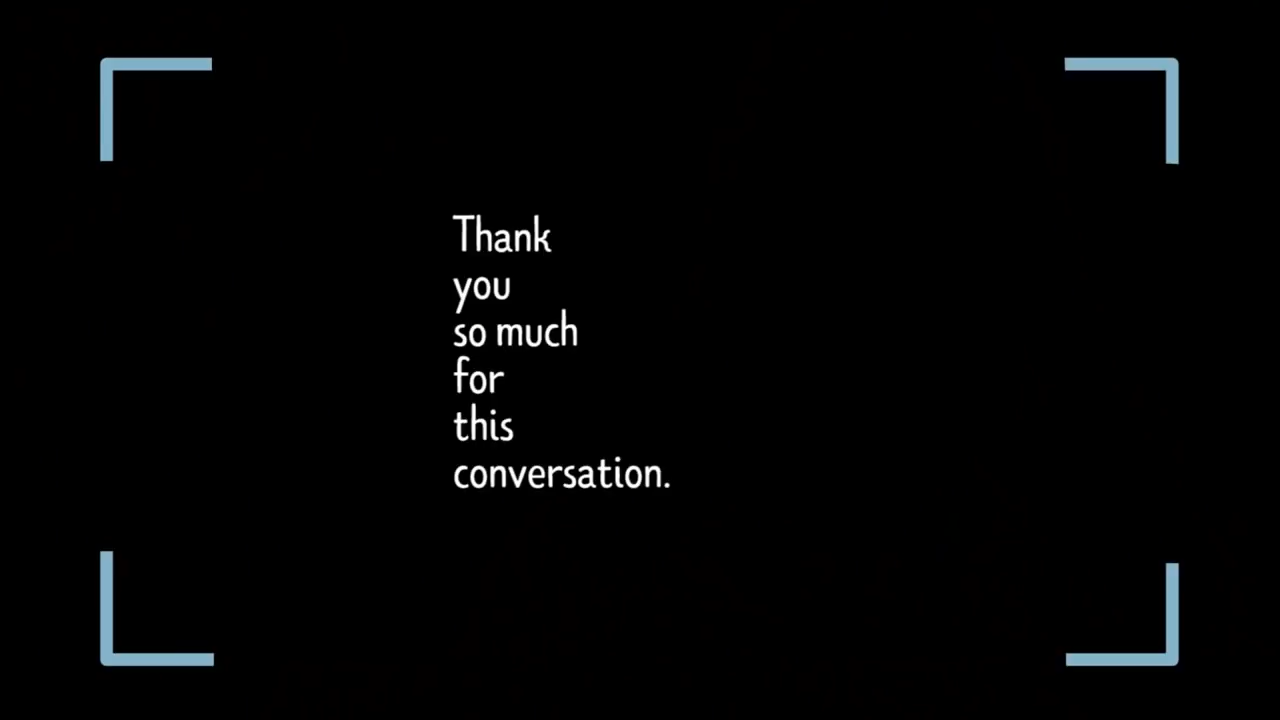 Thank
you
so much
for
this
conversation.